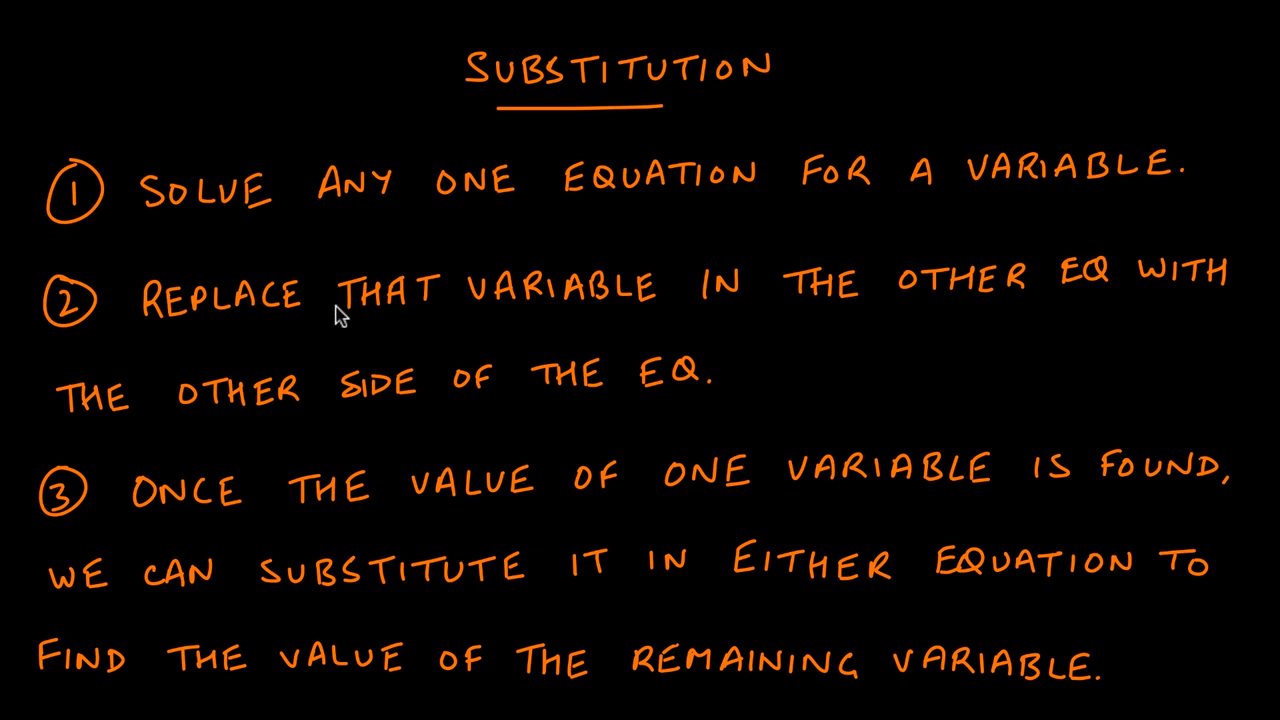 SUBSTITUTION
① SOLVE ANY ONE EQUATION FOR A VARIABLE.
② REPLACE THAT VARIABLE IN THE OTHER EQ WITH
THE OTHER SIDE OF THE EQ.
③ ONCE THE VALUE OF ONE VARIABLE IS FOUND,
WE CAN SUBSTITUTE IT IN EITHER EQUATION TO
FIND THE VALUE OF THE REMAINING VARIABLE.